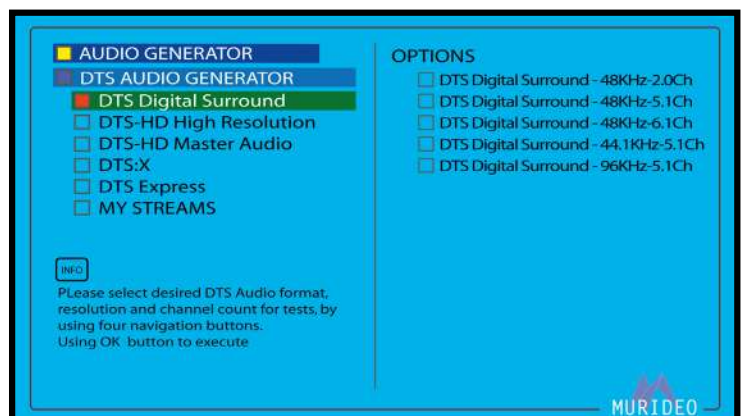 AUDIO GENERATOR
DTS AUDIO GENERATOR
DTS Digital Surround
DTS-HD High Resolution
DTS-HD Master Audio
DTS:X
DTS Express
MY STREAMS
INFO
PLease select desired DTS Audio format,
resolution and channel count for tests, by
using four navigation buttons.
Using OK button to execute
OPTIONS
DTS Digital Surround - 48KHz-2.0Ch
DTS Digital Surround - 48KHz-5.1Ch
DTS Digital Surround - 48KHz-6.1Ch
DTS Digital Surround - 44.1KHz-5.1Ch
DTS Digital Surround - 96KHz-5.1Ch
MURIDEO